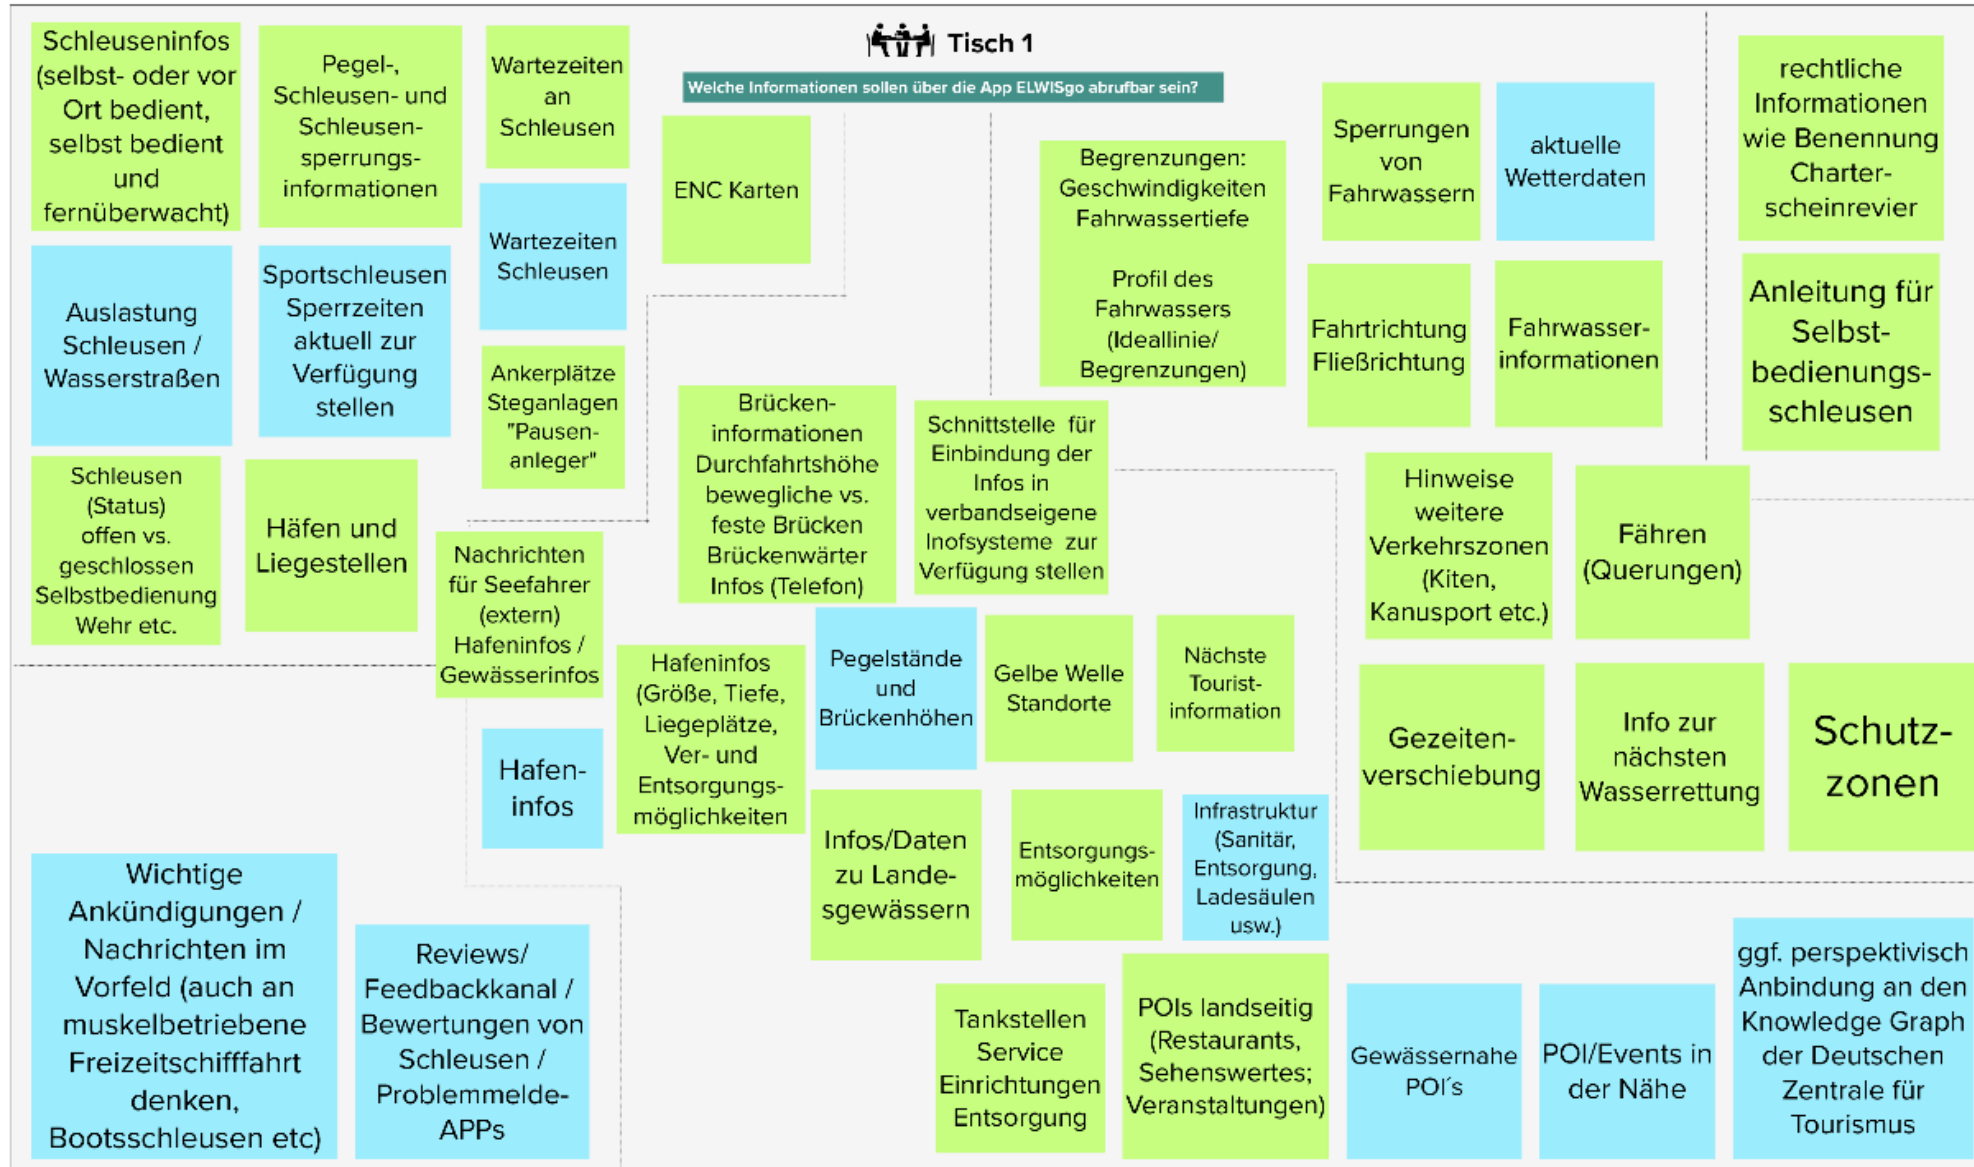 Tisch 1
Welche Informationen sollen über die App ELWISgo abrufbar sein?
Schleuseninfos
(selbst- oder vor
Ort bedient,
selbst bedient
und
fernüberwacht)
Pegel-,
Schleusen- und
Schleusen-
sperrungs-
informationen
Wartezeiten
an
Schleusen
ENC Karten
Wartezeiten
Schleusen
Auslastung
Schleusen /
Wasserstraßen
Sportschleusen
Sperrzeiten
aktuell zur
Verfügung
stellen
Ankerplätze
Steganlagen
"Pausen-
anleger"
Schleusen
(Status)
offen vs.
geschlossen
Selbstbedienung
Wehr etc.
Häfen und
Liegestellen
Nachrichten
für Seefahrer
(extern)
Hafeninfos /
Gewässerinfos
Begrenzungen:
Geschwindigkeiten
Fahrwassertiefe
Profil des
Fahrwassers
(Ideallinie/
Begrenzungen)
Sperrungen
von
Fahrwassern
aktuelle
Wetterdaten
Fahrtrichtung
Fließrichtung
Fahrwasser-
informationen
rechtliche
Informationen
wie Benennung
Charter-
scheinrevier
Anleitung für
Selbst-
bedienungs-
schleusen
Brücken-
informationen
Durchfahrtshöhe
bewegliche vs.
feste Brücken
Brückenwärter
Infos (Telefon)
Schnittstelle für
Einbindung der
Infos in
verbandseigene
Inofsysteme zur
Verfügung stellen
Hinweise
weitere
Verkehrszonen
(Kiten,
Kanusport etc.)
Fähren
(Querungen)
Gezeiten-
verschiebung
Info zur
nächsten
Wasserrettung
Schutz-
zonen
Hafen-
infos
Hafeninfos
(Größe, Tiefe,
Liegeplätze,
Ver- und
Entsorgungs-
möglichkeiten
Pegelstände
und
Brückenhöhen
Gelbe Welle
Standorte
Nächste
Tourist-
information
Infos/Daten
zu Lande-
sgewässern
Entsorgungs-
möglichkeiten
Infrastruktur
(Sanitär,
Entsorgung,
Ladesäulen
usw.)
Wichtige
Ankündigungen /
Nachrichten im
Vorfeld (auch an
muskelbetriebene
Freizeitschifffahrt
denken,
Bootsschleusen etc)
Reviews/
Feedbackkanal /
Bewertungen von
Schleusen /
Problemmelde-
APPs
Tankstellen
Service
Einrichtungen
Entsorgung
POIs landseitig
(Restaurants,
Sehenswertes;
Veranstaltungen)
Gewässernahe
POI´s
POI/Events in
der Nähe
ggf. perspektivisch
Anbindung an den
Knowledge Graph
der Deutschen
Zentrale für
Tourismus